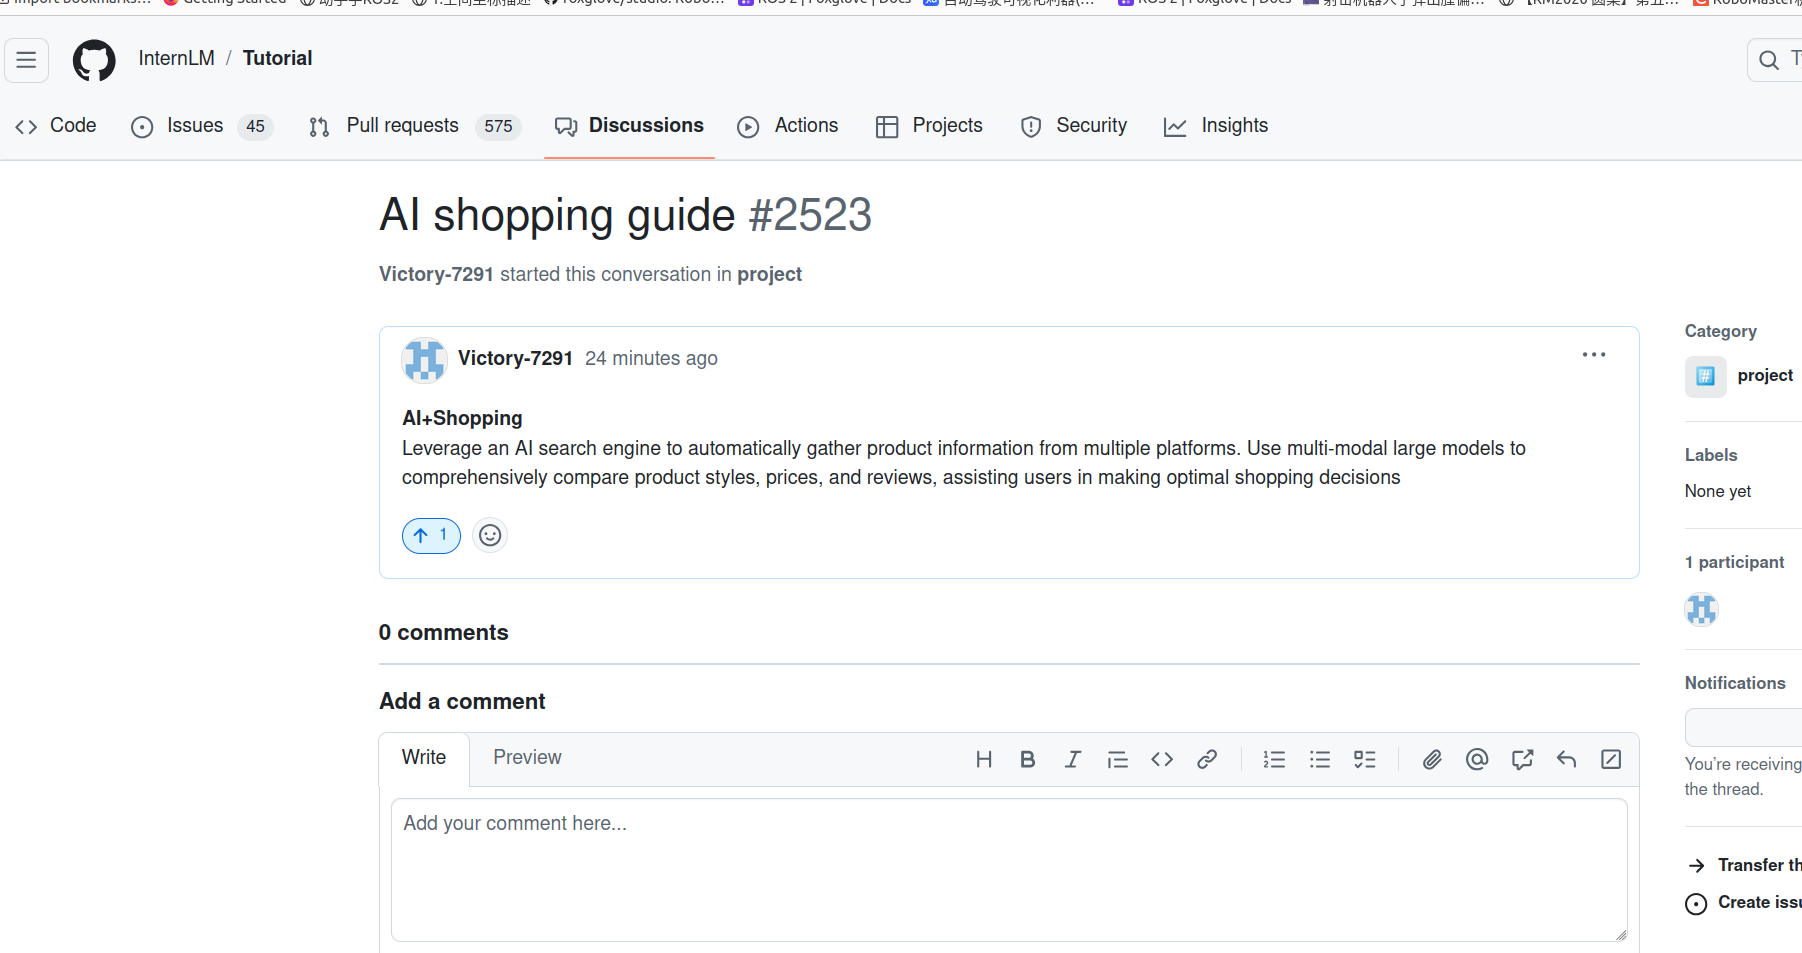 InternLM / Tutorial
T
Code Issues 45 Pull requests 575 Discussions Actions Projects Security Insights
AI shopping guide #2523
Victory-7291 started this conversation in project
Victory-7291 24 minutes ago
AI+Shopping
Leverage an AI search engine to automatically gather product information from multiple platforms. Use multi-modal large models to
comprehensively compare product styles, prices, and reviews, assisting users in making optimal shopping decisions
1
0 comments
Add a comment
Write Preview
Add your comment here...
Category
project
Labels
None yet
1 participant
Notifications
You're receiving
the thread.
Transfer th
Create issu